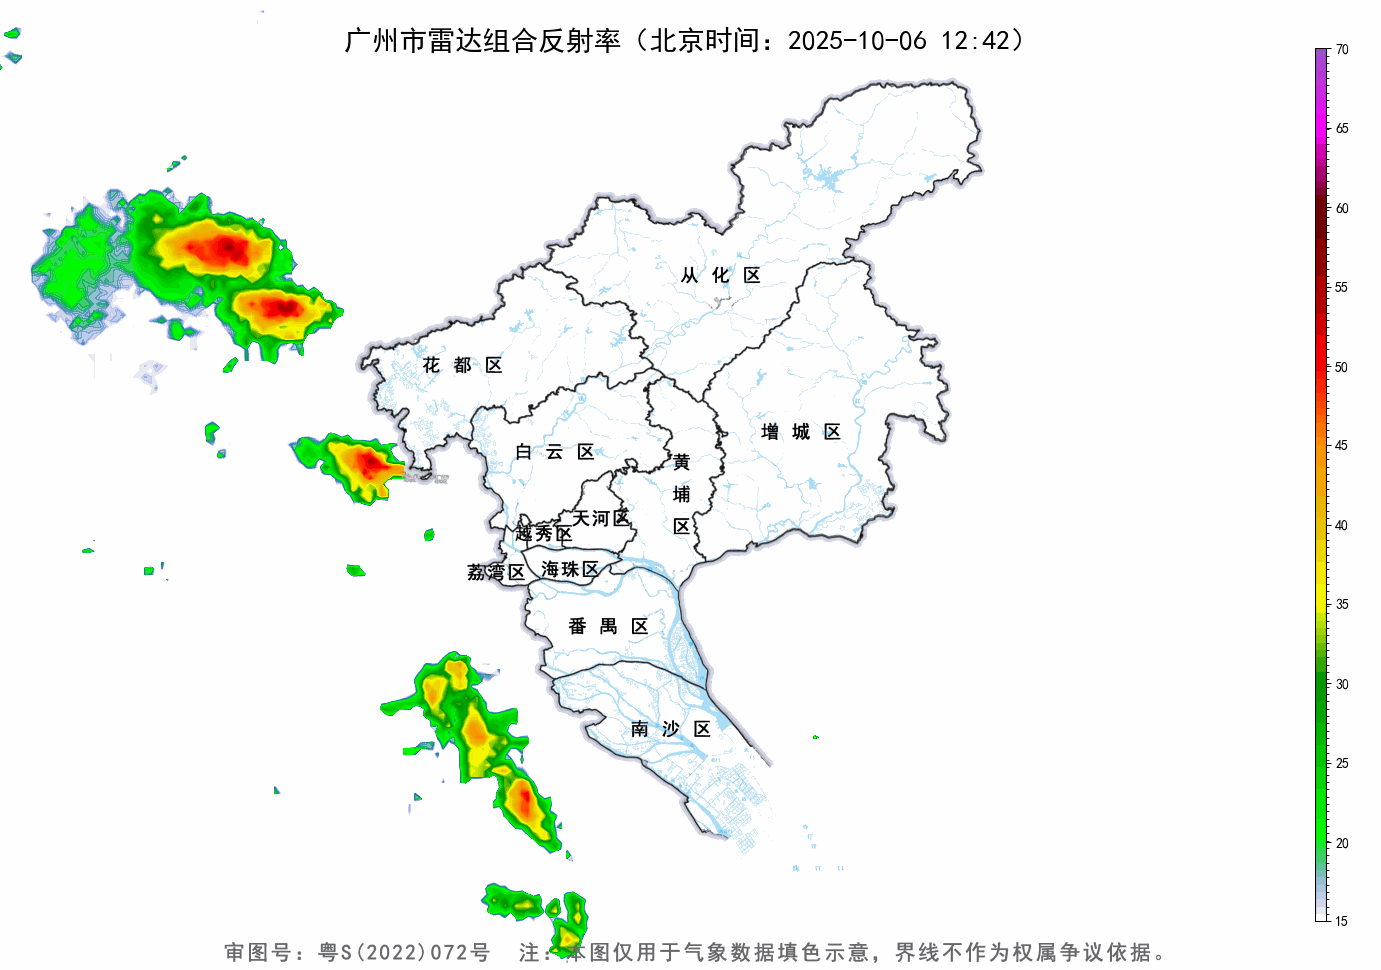 广州市雷达组合反射率（北京时间：2025-10-06 12:42）
70
65
60
55
50
45
40
35
30
25
20
15
从化区
花都区
增城区
白云区
黄埔区
天河区
越秀区
荔湾区
海珠区
番禺区
南沙区
审图号：粤S(2022)072号 注：本图仅用于气象数据填色示意，界线不作为权属争议依据。